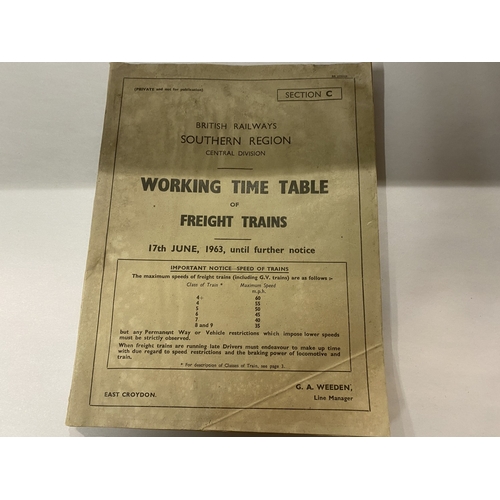 (PRIVATE and not for publication)
SECTION C
BRITISH RAILWAYS
SOUTHERN REGION
CENTRAL DIVISION
WORKING TIME TABLE
OF
FREIGHT TRAINS
17th JUNE, 1963, until further notice
IMPORTANT NOTICE—SPEED OF TRAINS
The maximum speeds of freight trains (including G.V. trains) are as follows :-
Class of Train * Maximum Speed
m.p.h.
4+ 60
4 55
5 50
6 45
7 40
8 and 9 35
but any Permanent Way or Vehicle restrictions which impose lower speeds
must be strictly observed.
When freight trains are running late Drivers must endeavour to make up time
with due regard to speed restrictions and the braking power of locomotive and
train.
* For description of Classes of Train, see page 3.
EAST CROYDON.
G. A. WEEDEN,
Line Manager